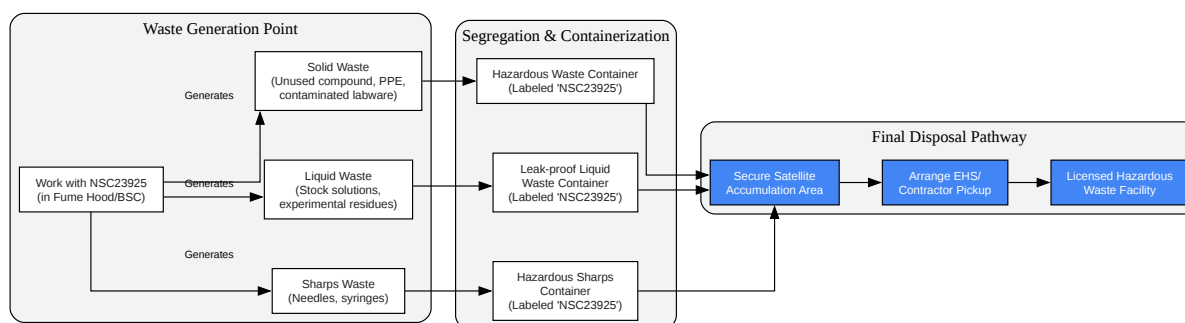 Waste Generation Point
Solid Waste
(Unused compound, PPE,
contaminated labware)
Generates
Work with NSC23925
(in Fume Hood/BSC)
Generates
Liquid Waste
(Stock solutions,
experimental residues)
Generates
Sharps Waste
(Needles, syringes)
Segregation & Containerization
Hazardous Waste Container
(Labeled 'NSC23925')
Leak-proof Liquid
Waste Container
(Labeled 'NSC23925')
Hazardous Sharps
Container
(Labeled 'NSC23925')
Final Disposal Pathway
Secure Satellite
Accumulation Area
Arrange EHS/
Contractor Pickup
Licensed Hazardous
Waste Facility